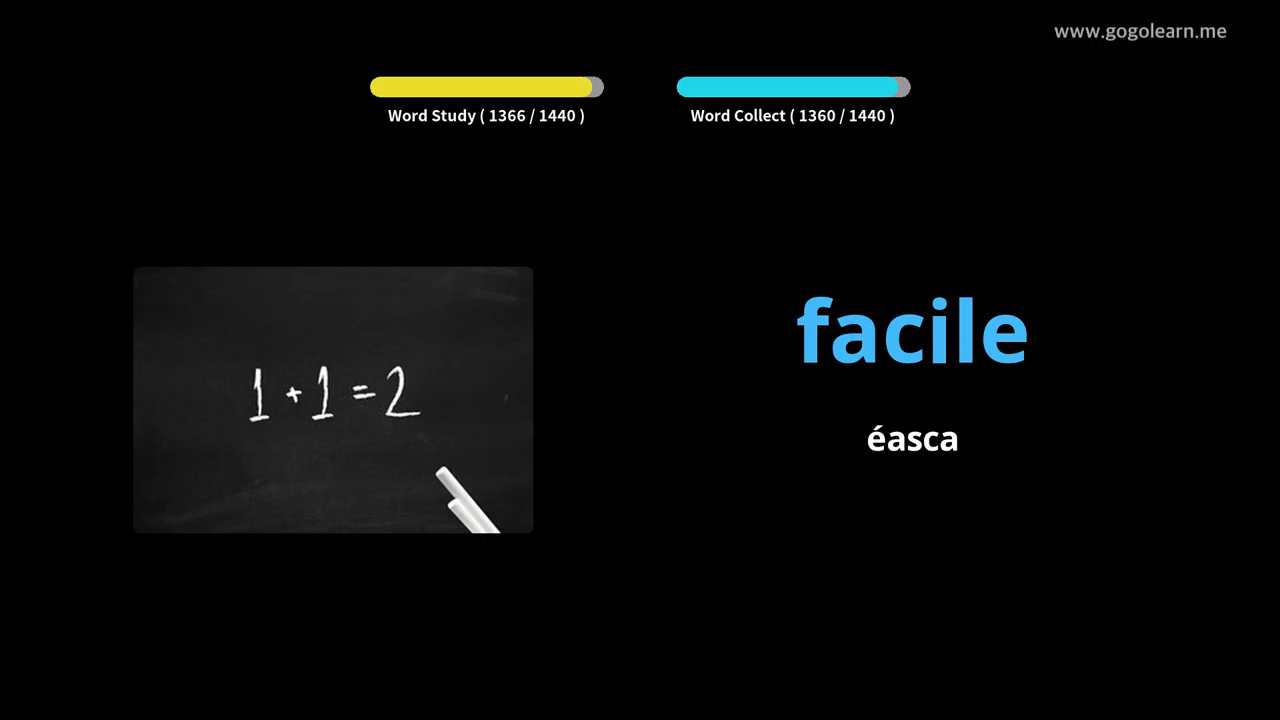 www.gogolearn.me
Word Study ( 1366 / 1440 )
Word Collect ( 1360 / 1440 )
1 + 1 = 2
facile
éasca